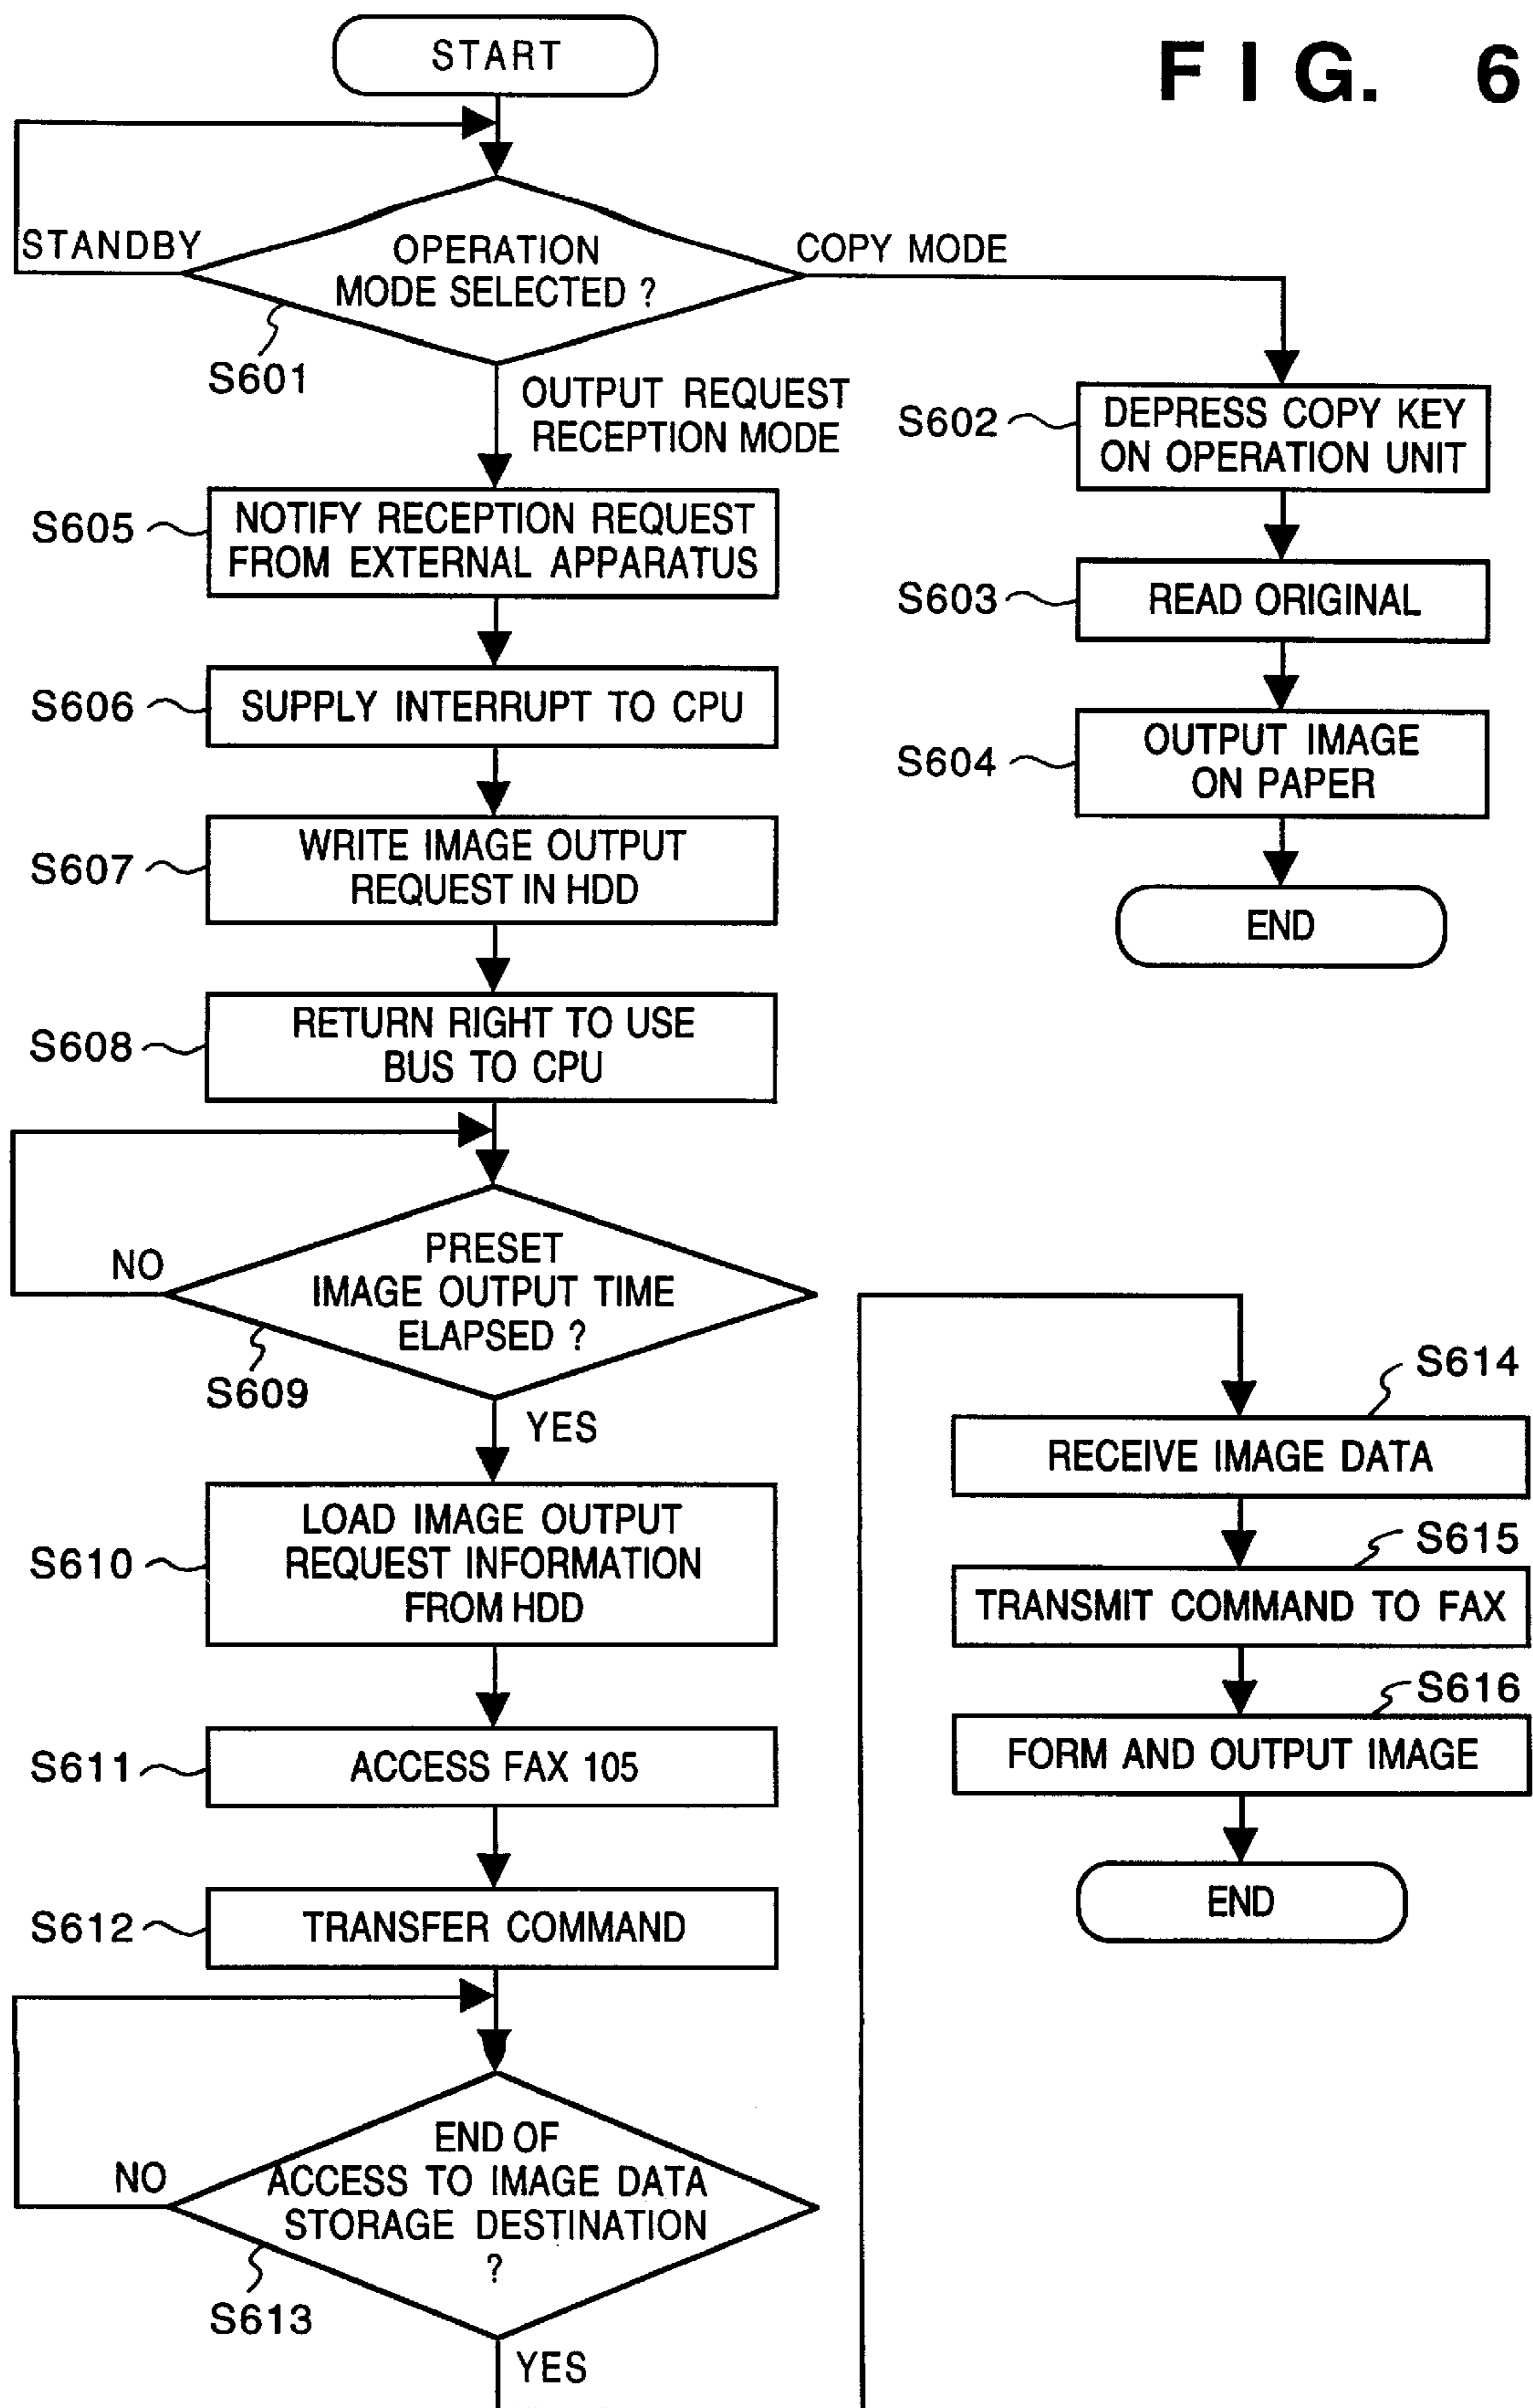 FIG. 6
START
STANDBY
OPERATION
MODE SELECTED ?
COPY MODE
S601
OUTPUT REQUEST
RECEPTION MODE
S602
DEPRESS COPY KEY
ON OPERATION UNIT
S603
READ ORIGINAL
S604
OUTPUT IMAGE
ON PAPER
END
S605
NOTIFY RECEPTION REQUEST
FROM EXTERNAL APPARATUS
S606
SUPPLY INTERRUPT TO CPU
S607
WRITE IMAGE OUTPUT
REQUEST IN HDD
S608
RETURN RIGHT TO USE
BUS TO CPU
NO
PRESET
IMAGE OUTPUT TIME
ELAPSED ?
S609
YES
S610
LOAD IMAGE OUTPUT
REQUEST INFORMATION
FROM HDD
S611
ACCESS FAX 105
S612
TRANSFER COMMAND
NO
END OF
ACCESS TO IMAGE DATA
STORAGE DESTINATION
?
S613
YES
S614
RECEIVE IMAGE DATA
S615
TRANSMIT COMMAND TO FAX
S616
FORM AND OUTPUT IMAGE
END